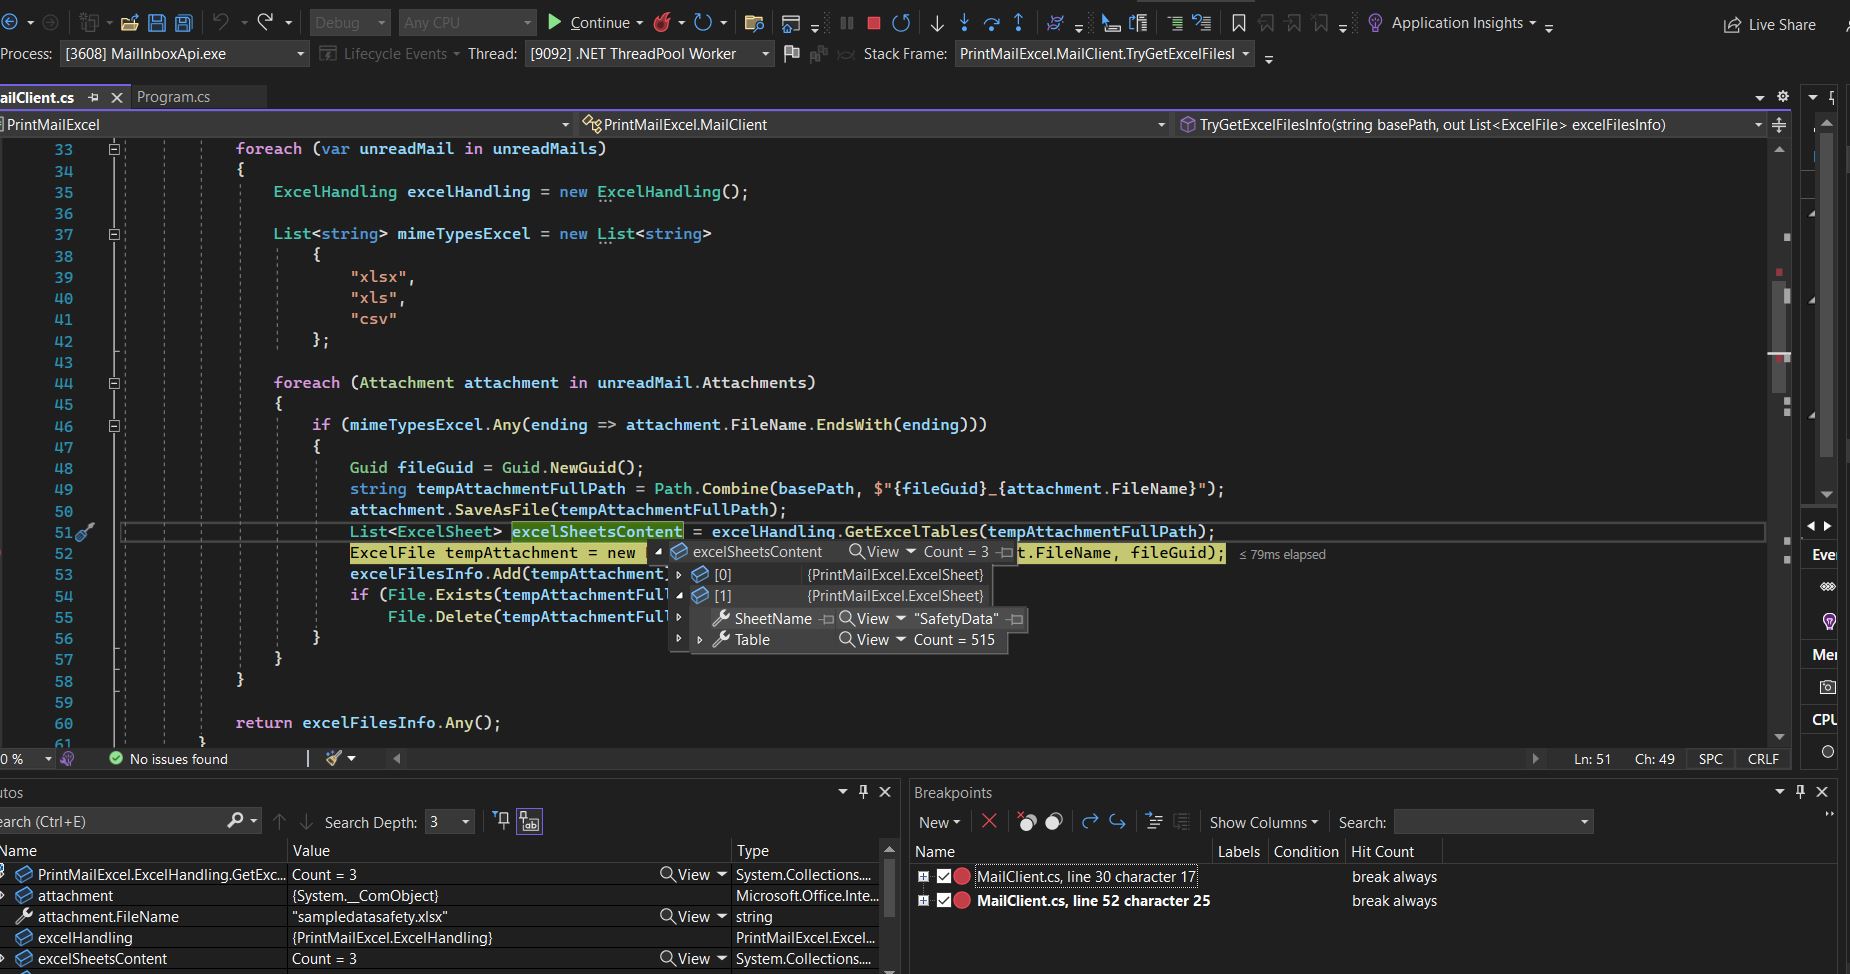 Debug Any CPU Continue Application Insights Live Share
Process: [3608] MailInboxApi.exe Lifecycle Events Thread: [9092] .NET ThreadPool Worker Stack Frame: PrintMailExcel.MailClient.TryGetExcelFilesI
ailClient.cs Program.cs
PrintMailExcel PrintMailExcel.MailClient TryGetExcelFilesInfo(string basePath, out List<ExcelFile> excelFilesInfo)
33 foreach (var unreadMail in unreadMails)
34 {
35 ExcelHandling excelHandling = new ExcelHandling();
36
37 List<string> mimeTypesExcel = new List<string>
38 {
39 "xlsx",
40 "xls",
41 "csv"
42 };
43
44 foreach (Attachment attachment in unreadMail.Attachments)
45 {
46 if (mimeTypesExcel.Any(ending => attachment.FileName.EndsWith(ending)))
47 {
48 Guid fileGuid = Guid.NewGuid();
49 string tempAttachmentFullPath = Path.Combine(basePath, $"{fileGuid}_{attachment.FileName}");
50 attachment.SaveAsFile(tempAttachmentFullPath);
51 List<ExcelSheet> excelSheetsContent = excelHandling.GetExcelTables(tempAttachmentFullPath);
52 ExcelFile tempAttachment = new excelSheetsContent View Count = 3 t.FileName, fileGuid); ≤ 79ms elapsed
53 excelFilesInfo.Add(tempAttachment) [0] {PrintMailExcel.ExcelSheet}
54 if (File.Exists(tempAttachmentFull [1] {PrintMailExcel.ExcelSheet}
55 File.Delete(tempAttachmentFull SheetName View "SafetyData"
56 } Table View Count = 515
57 }
58 }
59
60 return excelFilesInfo.Any();
61 }
0 % No issues found Ln: 51 Ch: 49 SPC CRLF
Eve
Mer
CPU
utos
earch (Ctrl+E) Search Depth: 3
Name Value Type
PrintMailExcel.ExcelHandling.GetExc... Count = 3 View System.Collections....
attachment {System.__ComObject} Microsoft.Office.Inte...
attachment.FileName "sampledatasafety.xlsx" View string
excelHandling {PrintMailExcel.ExcelHandling} PrintMailExcel.Excel...
excelSheetsContent Count = 3 View System.Collections....
Breakpoints
New Show Columns Search:
Name Labels Condition Hit Count
MailClient.cs, line 30 character 17 break always
MailClient.cs, line 52 character 25 break always